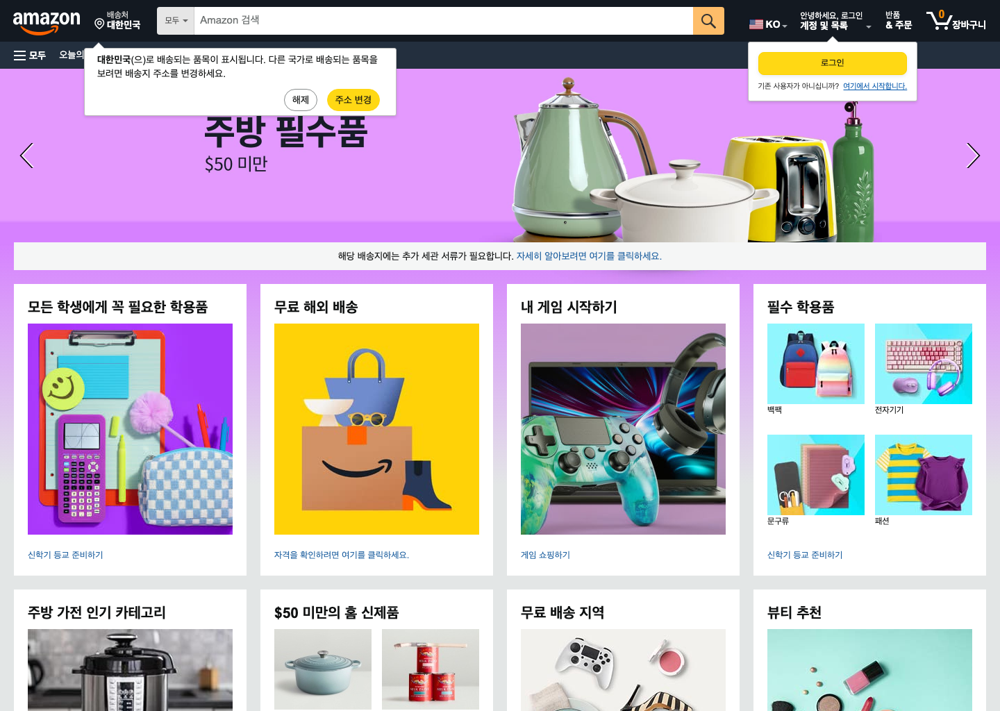 amazon
배송처
대한민국
모두
Amazon 검색
KO
안녕하세요, 로그인
계정 및 목록
반품
& 주문
0
장바구니
모두
오늘의
대한민국(으)로 배송되는 품목이 표시됩니다. 다른 국가로 배송되는 품목을
보려면 배송지 주소를 변경하세요.
해제
주소 변경
로그인
기존 사용자가 아니십니까? 여기에서 시작합니다.
주방 필수품
$50 미만
해당 배송지에는 추가 세관 서류가 필요합니다. 자세히 알아보려면 여기를 클릭하세요.
모든 학생에게 꼭 필요한 학용품
신학기 등교 준비하기
무료 해외 배송
자격을 확인하려면 여기를 클릭하세요.
내 게임 시작하기
게임 쇼핑하기
필수 학용품
백팩
전자기기
문구류
패션
신학기 등교 준비하기
주방 가전 인기 카테고리
$50 미만의 홈 신제품
MILK PAINT
MILK PAINT
MILK PAINT
무료 배송 지역
뷰티 추천